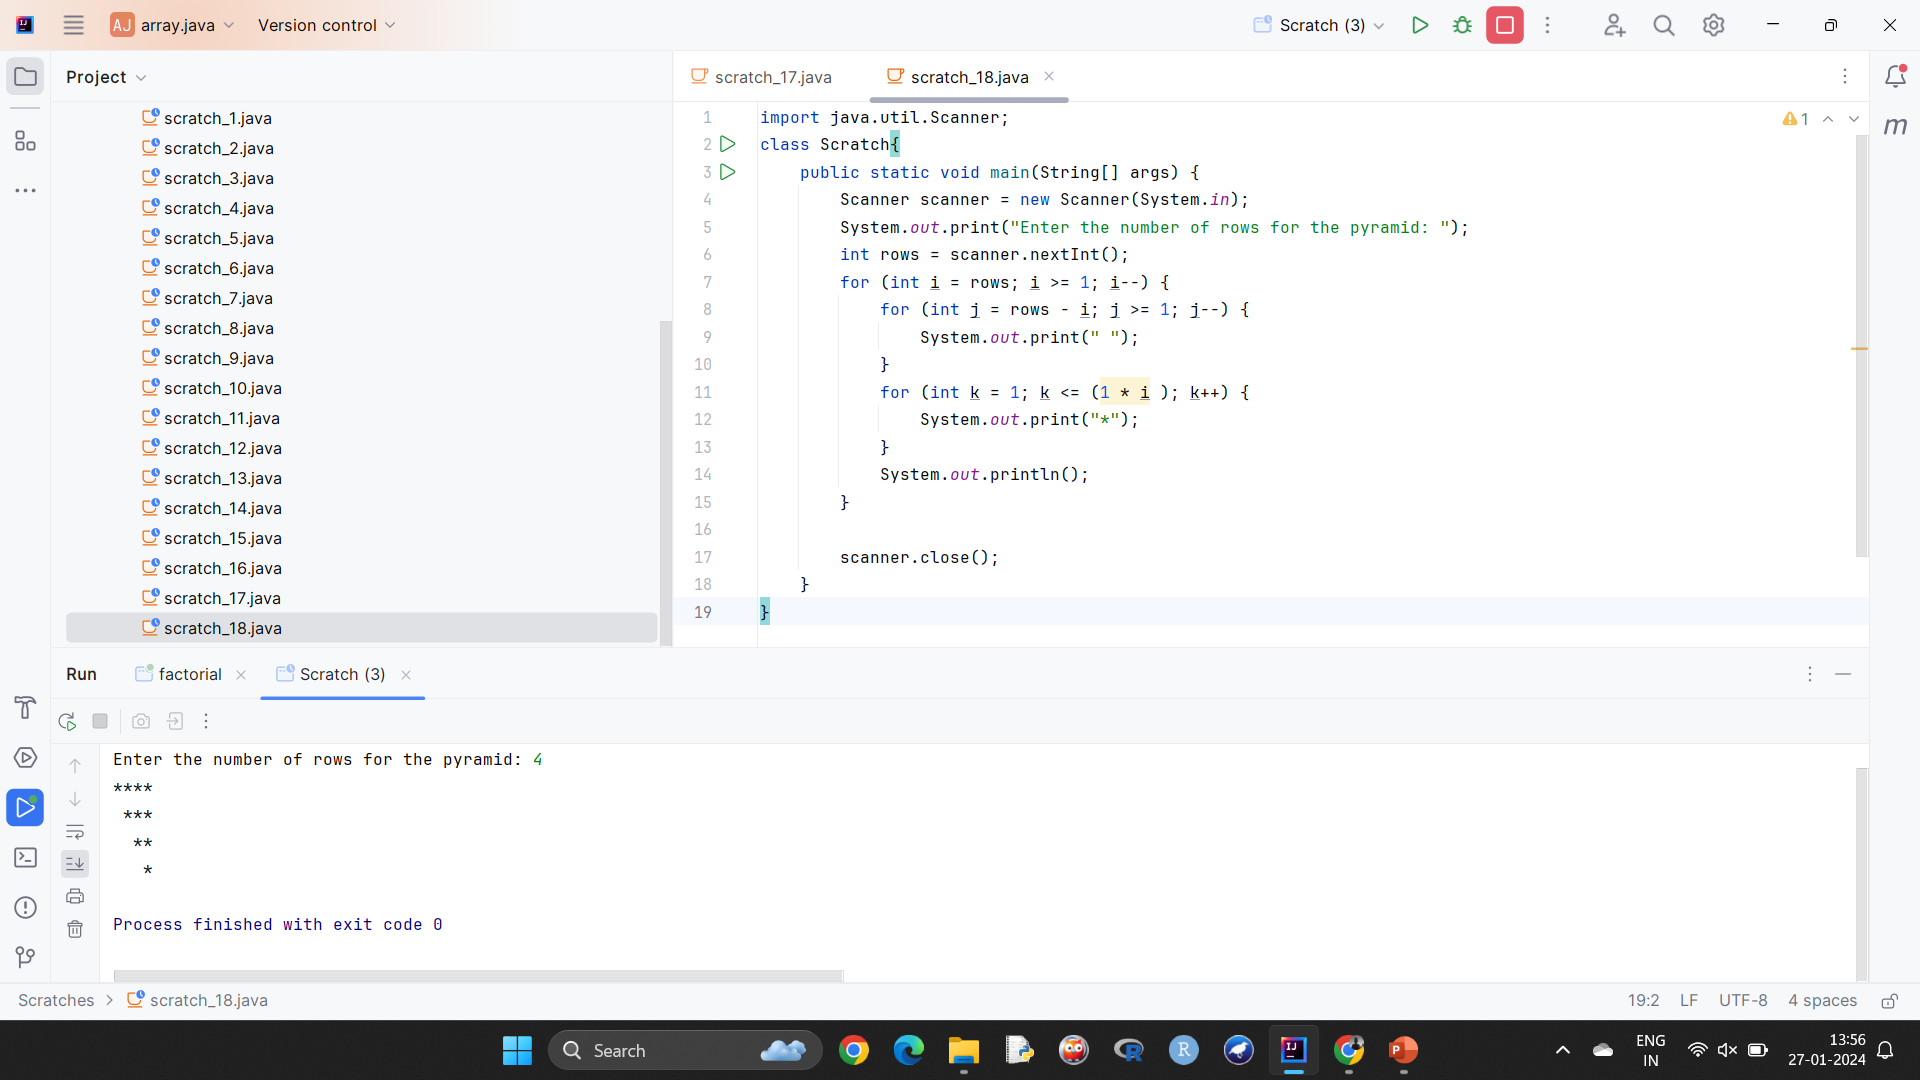 AJ array.java Version control Scratch (3)
Project
scratch_17.java scratch_18.java
scratch_1.java
scratch_2.java
scratch_3.java
scratch_4.java
scratch_5.java
scratch_6.java
scratch_7.java
scratch_8.java
scratch_9.java
scratch_10.java
scratch_11.java
scratch_12.java
scratch_13.java
scratch_14.java
scratch_15.java
scratch_16.java
scratch_17.java
scratch_18.java
1 import java.util.Scanner;
2 class Scratch{
3     public static void main(String[] args) {
4         Scanner scanner = new Scanner(System.in);
5         System.out.print("Enter the number of rows for the pyramid: ");
6         int rows = scanner.nextInt();
7         for (int i = rows; i >= 1; i--) {
8             for (int j = rows - i; j >= 1; j--) {
9                 System.out.print(" ");
10             }
11             for (int k = 1; k <= (1 * i ); k++) {
12                 System.out.print("*");
13             }
14             System.out.println();
15         }
16
17         scanner.close();
18     }
19 }
1
m
Run factorial Scratch (3)
Enter the number of rows for the pyramid: 4
****
 ***
  **
   *
Process finished with exit code 0
Scratches > scratch_18.java 19:2 LF UTF-8 4 spaces
Search
ENG
IN
13:56
27-01-2024